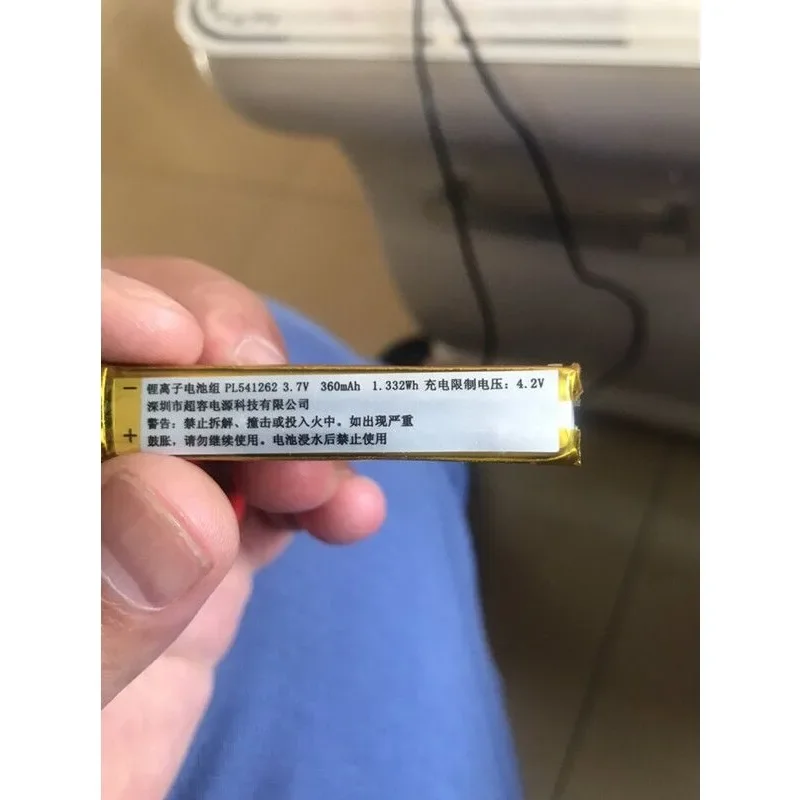 − 锂离子电池组 PL541262 3.7V 360mAh 1.332Wh 充电限制电压：4.2V
深圳市超容电源科技有限公司
警告：禁止拆解、撞击或投入火中。如出现严重
+ 鼓胀，请勿继续使用。电池浸水后禁止使用